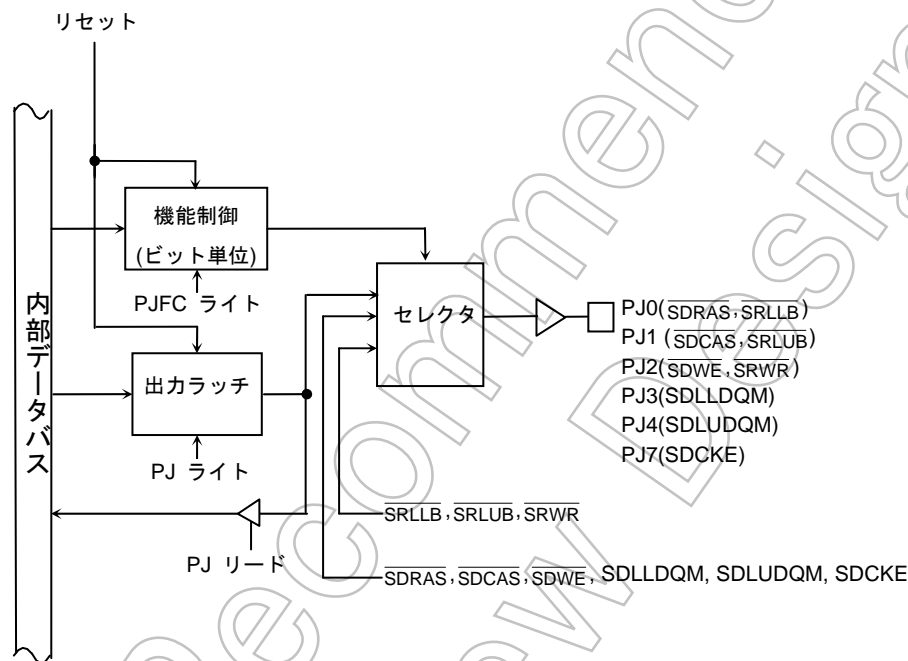 リセット
機能制御
(ビット単位)
PJFC ライト
内部データバス
出力ラッチ
PJ ライト
PJ リード
セレクタ
PJ0(SDRAS,SRLLB)
PJ1 (SDCAS,SRLUB)
PJ2(SDWE,SRWR)
PJ3(SDLLDQM)
PJ4(SDLUDQM)
PJ7(SDCKE)
SRLLB,SRLUB,SRWR
SDRAS,SDCAS,SDWE, SDLLDQM, SDLUDQM, SDCKE
Recommend
New Design